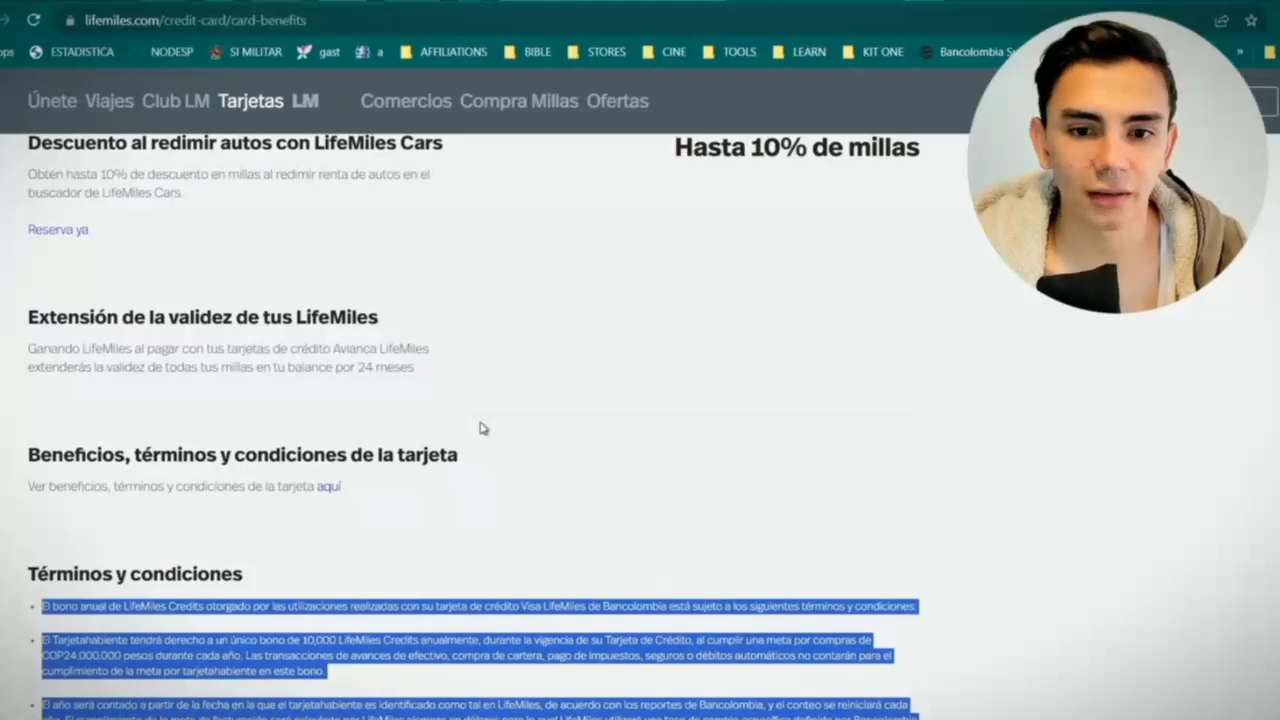 lifemiles.com/credit-card/card-benefits
ops ESTADISTICA NODESP SI MILITAR gast a AFFILIATIONS BIBLE STORES CINE TOOLS LEARN KIT ONE Bancolombia
Únete Viajes Club LM Tarjetas LM Comercios Compra Millas Ofertas
Descuento al redimir autos con LifeMiles Cars
Hasta 10% de millas
Obtén hasta 10% de descuento en millas al redimir renta de autos en el
buscador de LifeMiles Cars.
Reserva ya
Extensión de la validez de tus LifeMiles
Ganando LifeMiles al pagar con tus tarjetas de crédito Avianca LifeMiles
extenderás la validez de todas tus millas en tu balance por 24 meses
Beneficios, términos y condiciones de la tarjeta
Ver beneficios, términos y condiciones de la tarjeta aquí
Términos y condiciones
El bono anual de LifeMiles Credits otorgado por las utilizaciones realizadas con su tarjeta de crédito Visa LifeMiles de Bancolombia está sujeto a los siguientes términos y condiciones:
El Tarjetahabiente tendrá derecho a un único bono de 10,000 LifeMiles Credits anualmente, durante la vigencia de su Tarjeta de Crédito, al cumplir una meta por compras de
COP24.000.000 pesos durante cada año. Las transacciones de avances de efectivo, compra de cartera, pago de impuestos, seguros o débitos automáticos no contarán para el
cumplimiento de la meta por tarjetahabiente en este bono.
El año será contado a partir de la fecha en la que el tarjetahabiente es identificado como tal en LifeMiles, de acuerdo con los reportes de Bancolombia, y el conteo se reiniciará cada